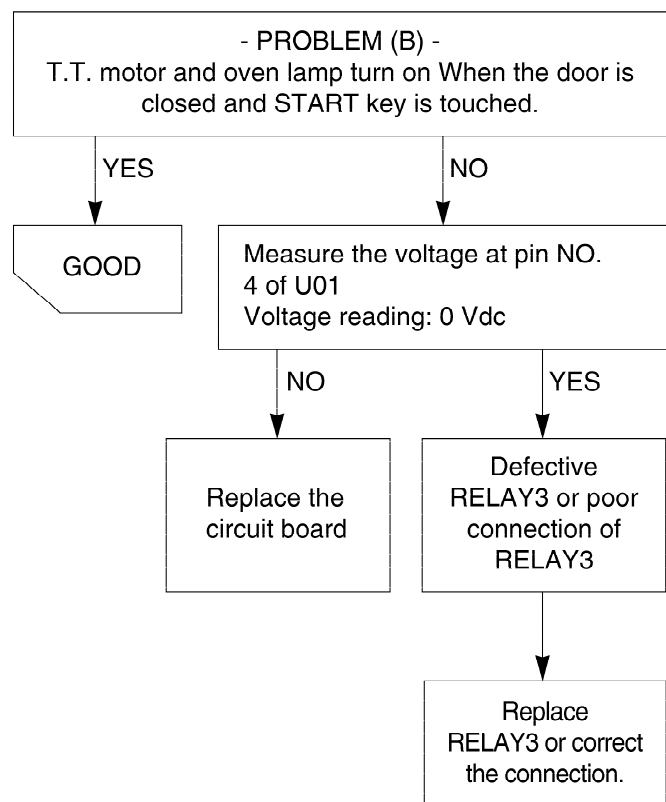 - PROBLEM (B) -
T.T. motor and oven lamp turn on When the door is
closed and START key is touched.
YES
NO
GOOD
Measure the voltage at pin NO.
4 of U01
Voltage reading: 0 Vdc
NO
YES
Replace the
circuit board
Defective
RELAY3 or poor
connection of
RELAY3
Replace
RELAY3 or correct
the connection.